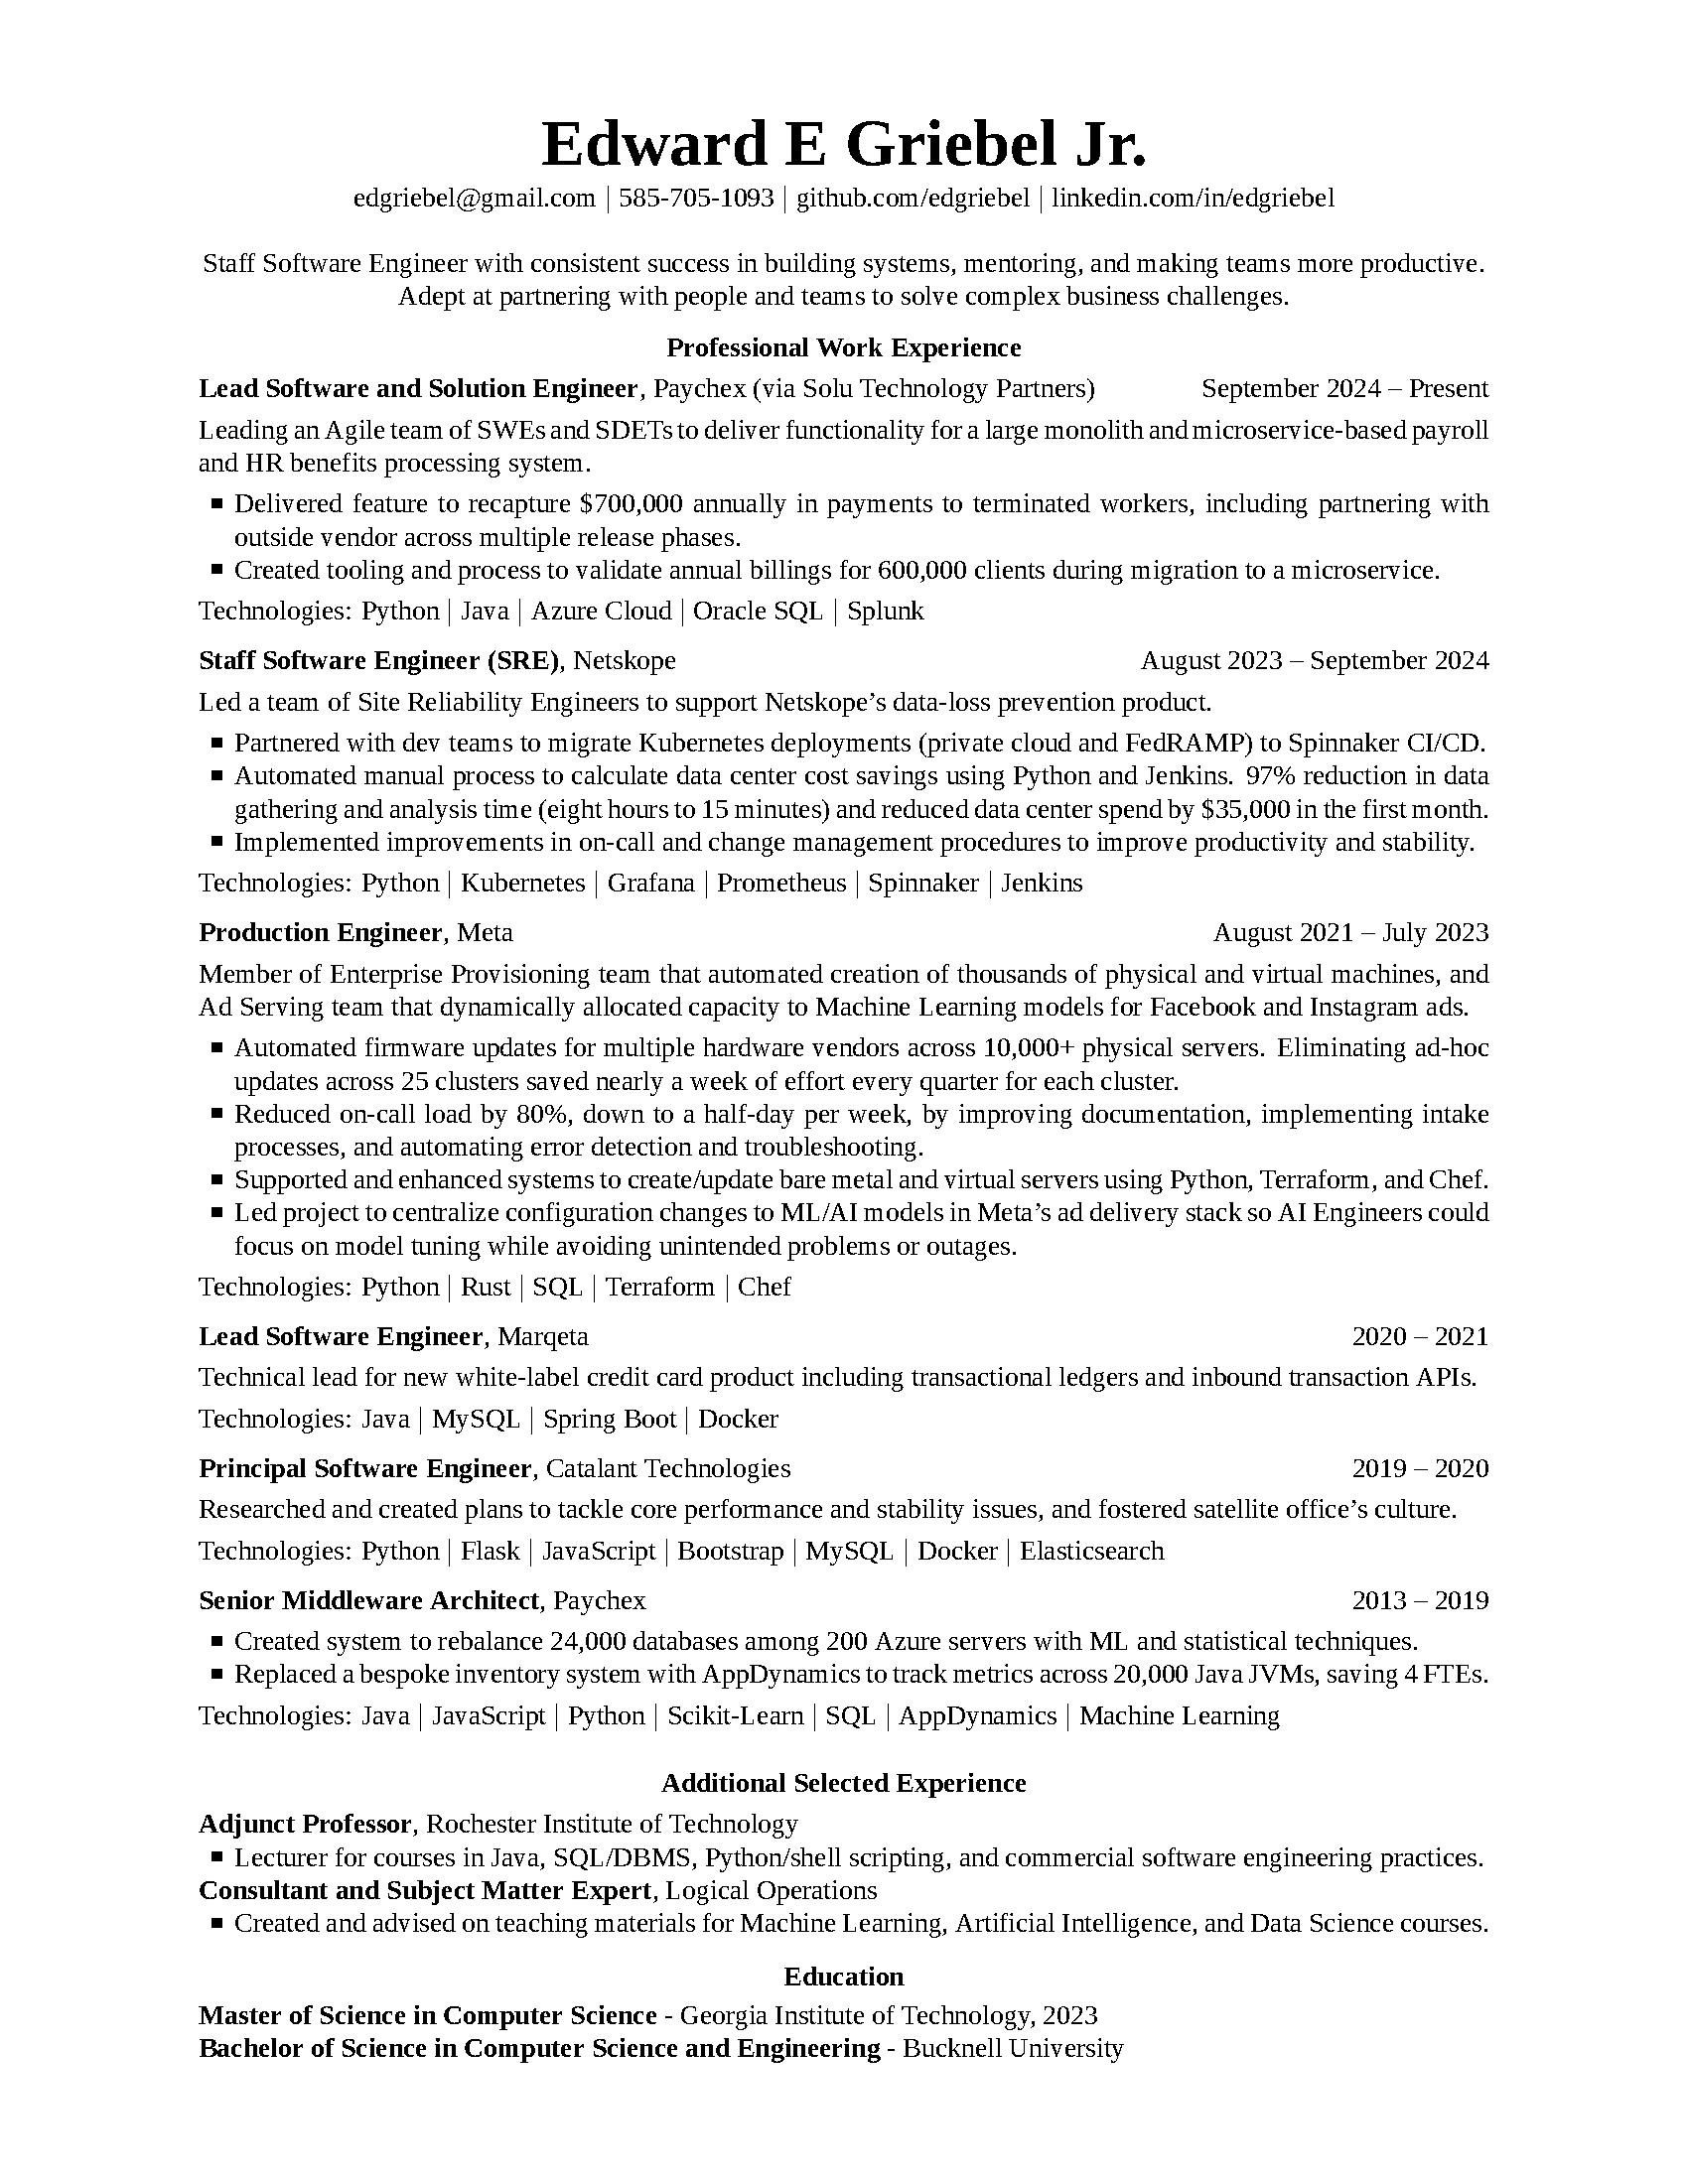 Edward E Griebel Jr.
edgriebel@gmail.com | 585-705-1093 | github.com/edgriebel | linkedin.com/in/edgriebel
Staff Software Engineer with consistent success in building systems, mentoring, and making teams more productive.
Adept at partnering with people and teams to solve complex business challenges.
Professional Work Experience
Lead Software and Solution Engineer, Paychex (via Solu Technology Partners) September 2024 – Present
Leading an Agile team of SWEs and SDETs to deliver functionality for a large monolith and microservice-based payroll
and HR benefits processing system.
▪ Delivered feature to recapture $700,000 annually in payments to terminated workers, including partnering with
outside vendor across multiple release phases.
▪ Created tooling and process to validate annual billings for 600,000 clients during migration to a microservice.
Technologies: Python | Java | Azure Cloud | Oracle SQL | Splunk
Staff Software Engineer (SRE), Netskope August 2023 – September 2024
Led a team of Site Reliability Engineers to support Netskope’s data-loss prevention product.
▪ Partnered with dev teams to migrate Kubernetes deployments (private cloud and FedRAMP) to Spinnaker CI/CD.
▪ Automated manual process to calculate data center cost savings using Python and Jenkins. 97% reduction in data
gathering and analysis time (eight hours to 15 minutes) and reduced data center spend by $35,000 in the first month.
▪ Implemented improvements in on-call and change management procedures to improve productivity and stability.
Technologies: Python | Kubernetes | Grafana | Prometheus | Spinnaker | Jenkins
Production Engineer, Meta August 2021 – July 2023
Member of Enterprise Provisioning team that automated creation of thousands of physical and virtual machines, and
Ad Serving team that dynamically allocated capacity to Machine Learning models for Facebook and Instagram ads.
▪ Automated firmware updates for multiple hardware vendors across 10,000+ physical servers. Eliminating ad-hoc
updates across 25 clusters saved nearly a week of effort every quarter for each cluster.
▪ Reduced on-call load by 80%, down to a half-day per week, by improving documentation, implementing intake
processes, and automating error detection and troubleshooting.
▪ Supported and enhanced systems to create/update bare metal and virtual servers using Python, Terraform, and Chef.
▪ Led project to centralize configuration changes to ML/AI models in Meta’s ad delivery stack so AI Engineers could
focus on model tuning while avoiding unintended problems or outages.
Technologies: Python | Rust | SQL | Terraform | Chef
Lead Software Engineer, Marqeta 2020 – 2021
Technical lead for new white-label credit card product including transactional ledgers and inbound transaction APIs.
Technologies: Java | MySQL | Spring Boot | Docker
Principal Software Engineer, Catalant Technologies 2019 – 2020
Researched and created plans to tackle core performance and stability issues, and fostered satellite office’s culture.
Technologies: Python | Flask | JavaScript | Bootstrap | MySQL | Docker | Elasticsearch
Senior Middleware Architect, Paychex 2013 – 2019
▪ Created system to rebalance 24,000 databases among 200 Azure servers with ML and statistical techniques.
▪ Replaced a bespoke inventory system with AppDynamics to track metrics across 20,000 Java JVMs, saving 4 FTEs.
Technologies: Java | JavaScript | Python | Scikit-Learn | SQL | AppDynamics | Machine Learning
Additional Selected Experience
Adjunct Professor, Rochester Institute of Technology
▪ Lecturer for courses in Java, SQL/DBMS, Python/shell scripting, and commercial software engineering practices.
Consultant and Subject Matter Expert, Logical Operations
▪ Created and advised on teaching materials for Machine Learning, Artificial Intelligence, and Data Science courses.
Education
Master of Science in Computer Science - Georgia Institute of Technology, 2023
Bachelor of Science in Computer Science and Engineering - Bucknell University